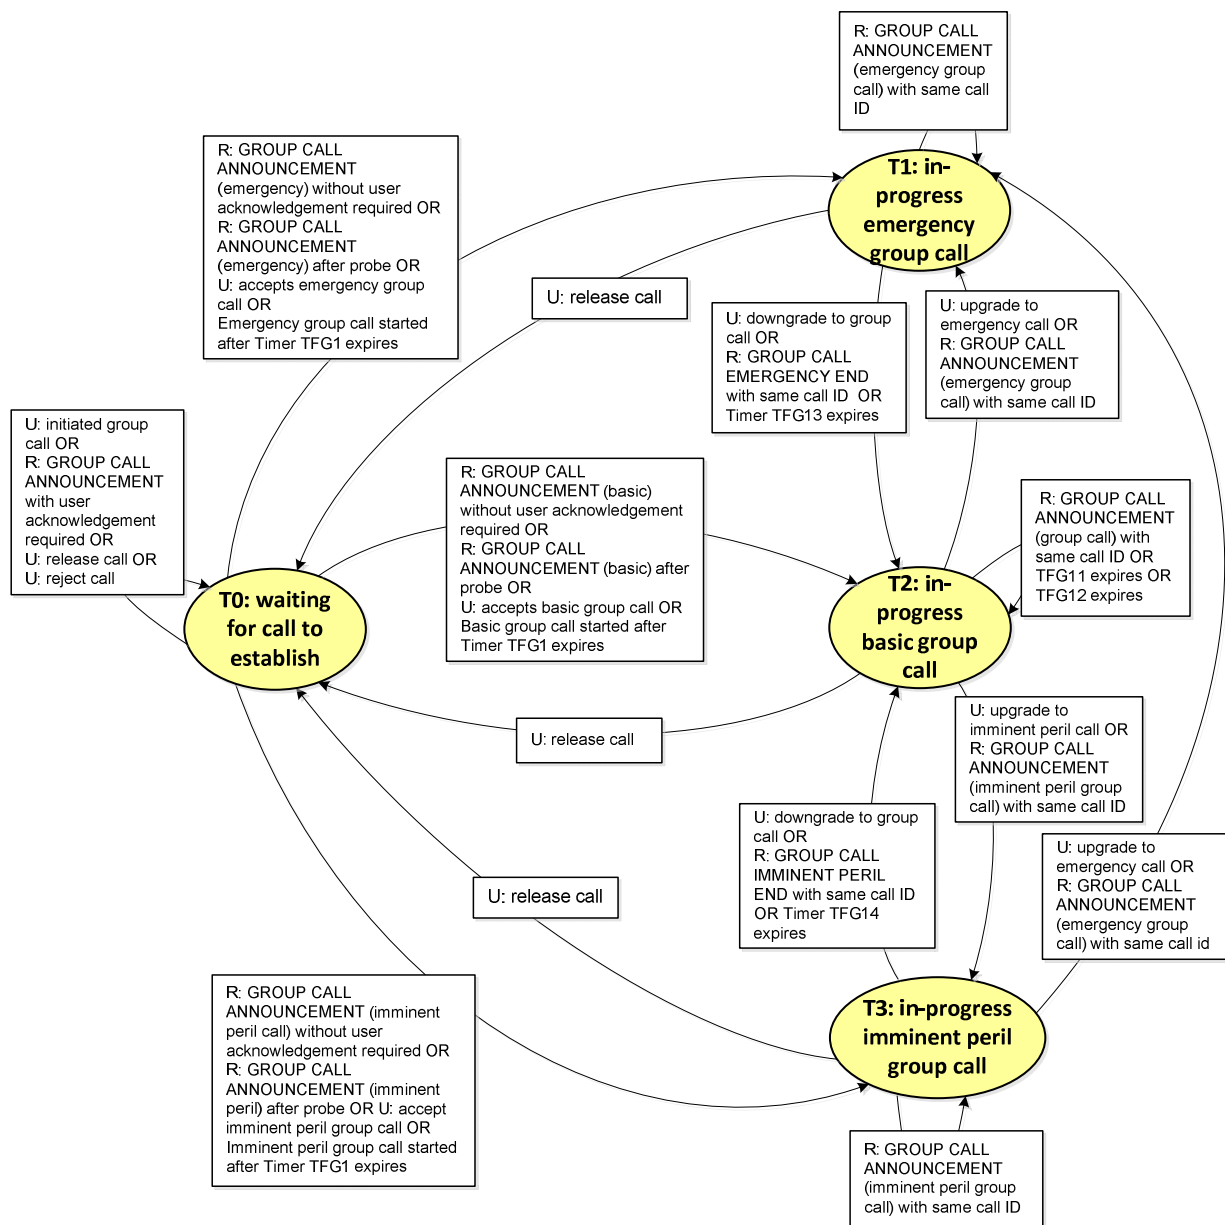 R: GROUP CALL
ANNOUNCEMENT
(emergency group
call) with same call
ID
R: GROUP CALL
ANNOUNCEMENT
(emergency) without user
acknowledgement required OR
R: GROUP CALL
ANNOUNCEMENT
(emergency) after probe OR
U: accepts emergency group
call OR
Emergency group call started
after Timer TFG1 expires
T1: in-
progress
emergency
group call
U: release call
U: downgrade to group
call OR
R: GROUP CALL
EMERGENCY END
with same call ID OR
Timer TFG13 expires
U: upgrade to
emergency call OR
R: GROUP CALL
ANNOUNCEMENT
(emergency group
call) with same call ID
U: initiated group
call OR
R: GROUP CALL
ANNOUNCEMENT
with user
acknowledgement
required OR
U: release call OR
U: reject call
R: GROUP CALL
ANNOUNCEMENT (basic)
without user acknowledgement
required OR
R: GROUP CALL
ANNOUNCEMENT (basic) after
probe OR
U: accepts basic group call OR
Basic group call started after
Timer TFG1 expires
R: GROUP CALL
ANNOUNCEMENT
(group call) with
same call ID OR
TFG11 expires OR
TFG12 expires
T0: waiting
for call to
establish
T2: in-
progress
basic group
call
U: release call
U: upgrade to
imminent peril call OR
R: GROUP CALL
ANNOUNCEMENT
(imminent peril group
call) with same call ID
U: downgrade to group
call OR
R: GROUP CALL
IMMINENT PERIL
END with same call ID
OR Timer TFG14
expires
U: upgrade to
emergency call OR
R: GROUP CALL
ANNOUNCEMENT
(emergency group
call) with same call id
U: release call
R: GROUP CALL
ANNOUNCEMENT (imminent
peril call) without user
acknowledgement required OR
R: GROUP CALL
ANNOUNCEMENT (imminent
peril) after probe OR U: accept
imminent peril group call OR
Imminent peril group call started
after Timer TFG1 expires
T3: in-progress
imminent peril
group call
R: GROUP CALL
ANNOUNCEMENT
(imminent peril group
call) with same call ID